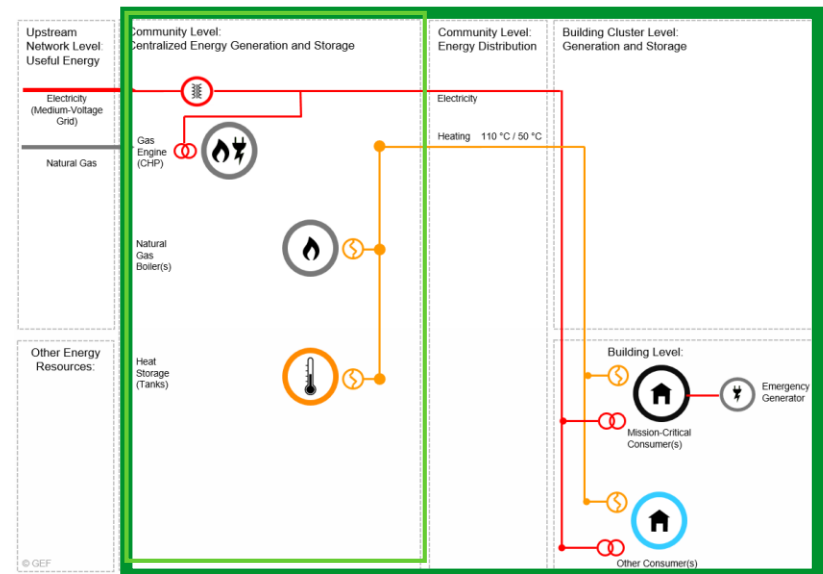 Upstream
Network Level:
Useful Energy
Community Level:
Centralized Energy Generation and Storage
Community Level:
Energy Distribution
Building Cluster Level:
Generation and Storage
Electricity
(Medium-Voltage
Grid)
Natural Gas
Gas
Engine
(CHP)
Natural
Gas
Boiler(s)
Heat
Storage
(Tanks)
Electricity
Heating 110 °C / 50 °C
Other Energy
Resources:
Building Level:
Emergency
Generator
Mission-Critical
Consumer(s)
Other Consumer(s)
© GEF